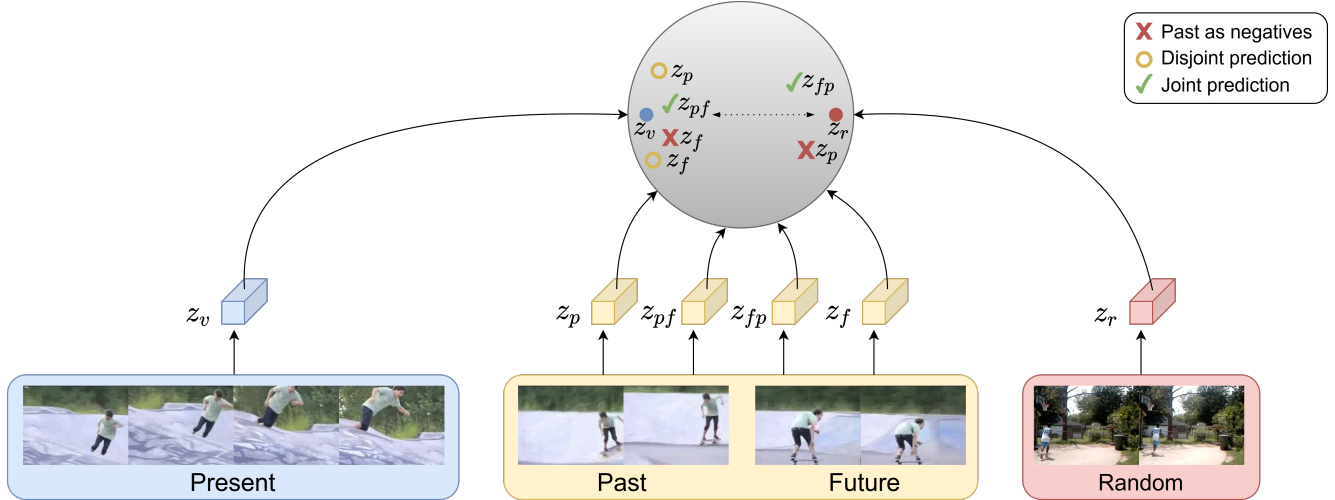 X Past as negatives
Disjoint prediction
✓ Joint prediction
z_p
z_fp
z_pf
z_v
z_r
z_f
z_p
z_f
z_v
z_p
z_pf
z_fp
z_f
z_r
Present
Past
Future
Random